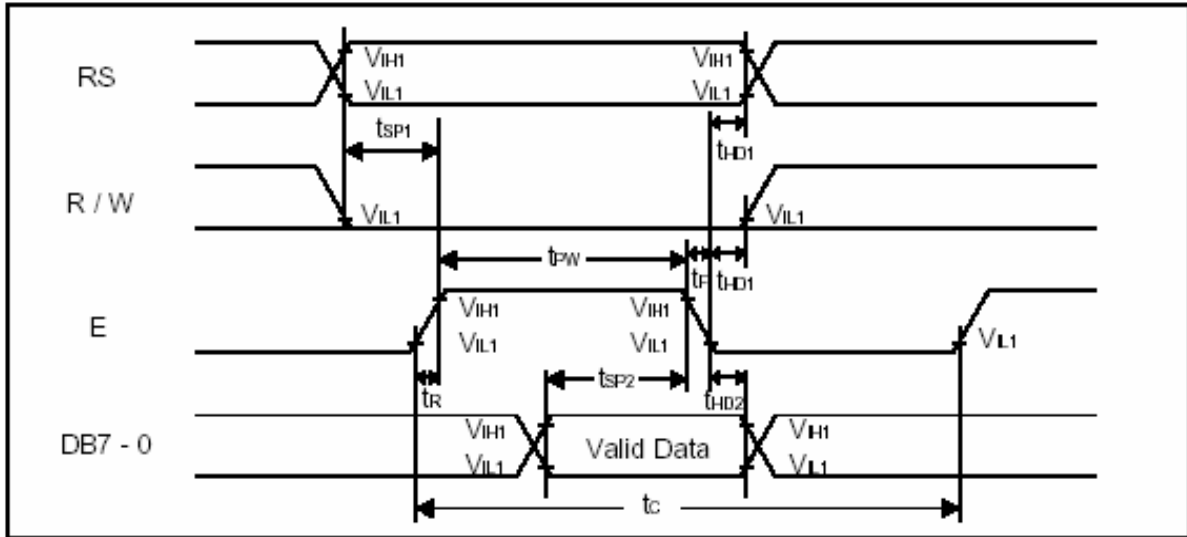 RS
VIH1 VIH1
VIL1 VIL1
tSP1
tHD1
R / W
VIL1 VIL1
tPW
tF tHD1
E
VIH1 VIH1
VIL1 VIL1 VIL1
tSP2
tR
tHD2
DB7 - 0
VIH1 VIH1
Valid Data
VIL1 VIL1
tC